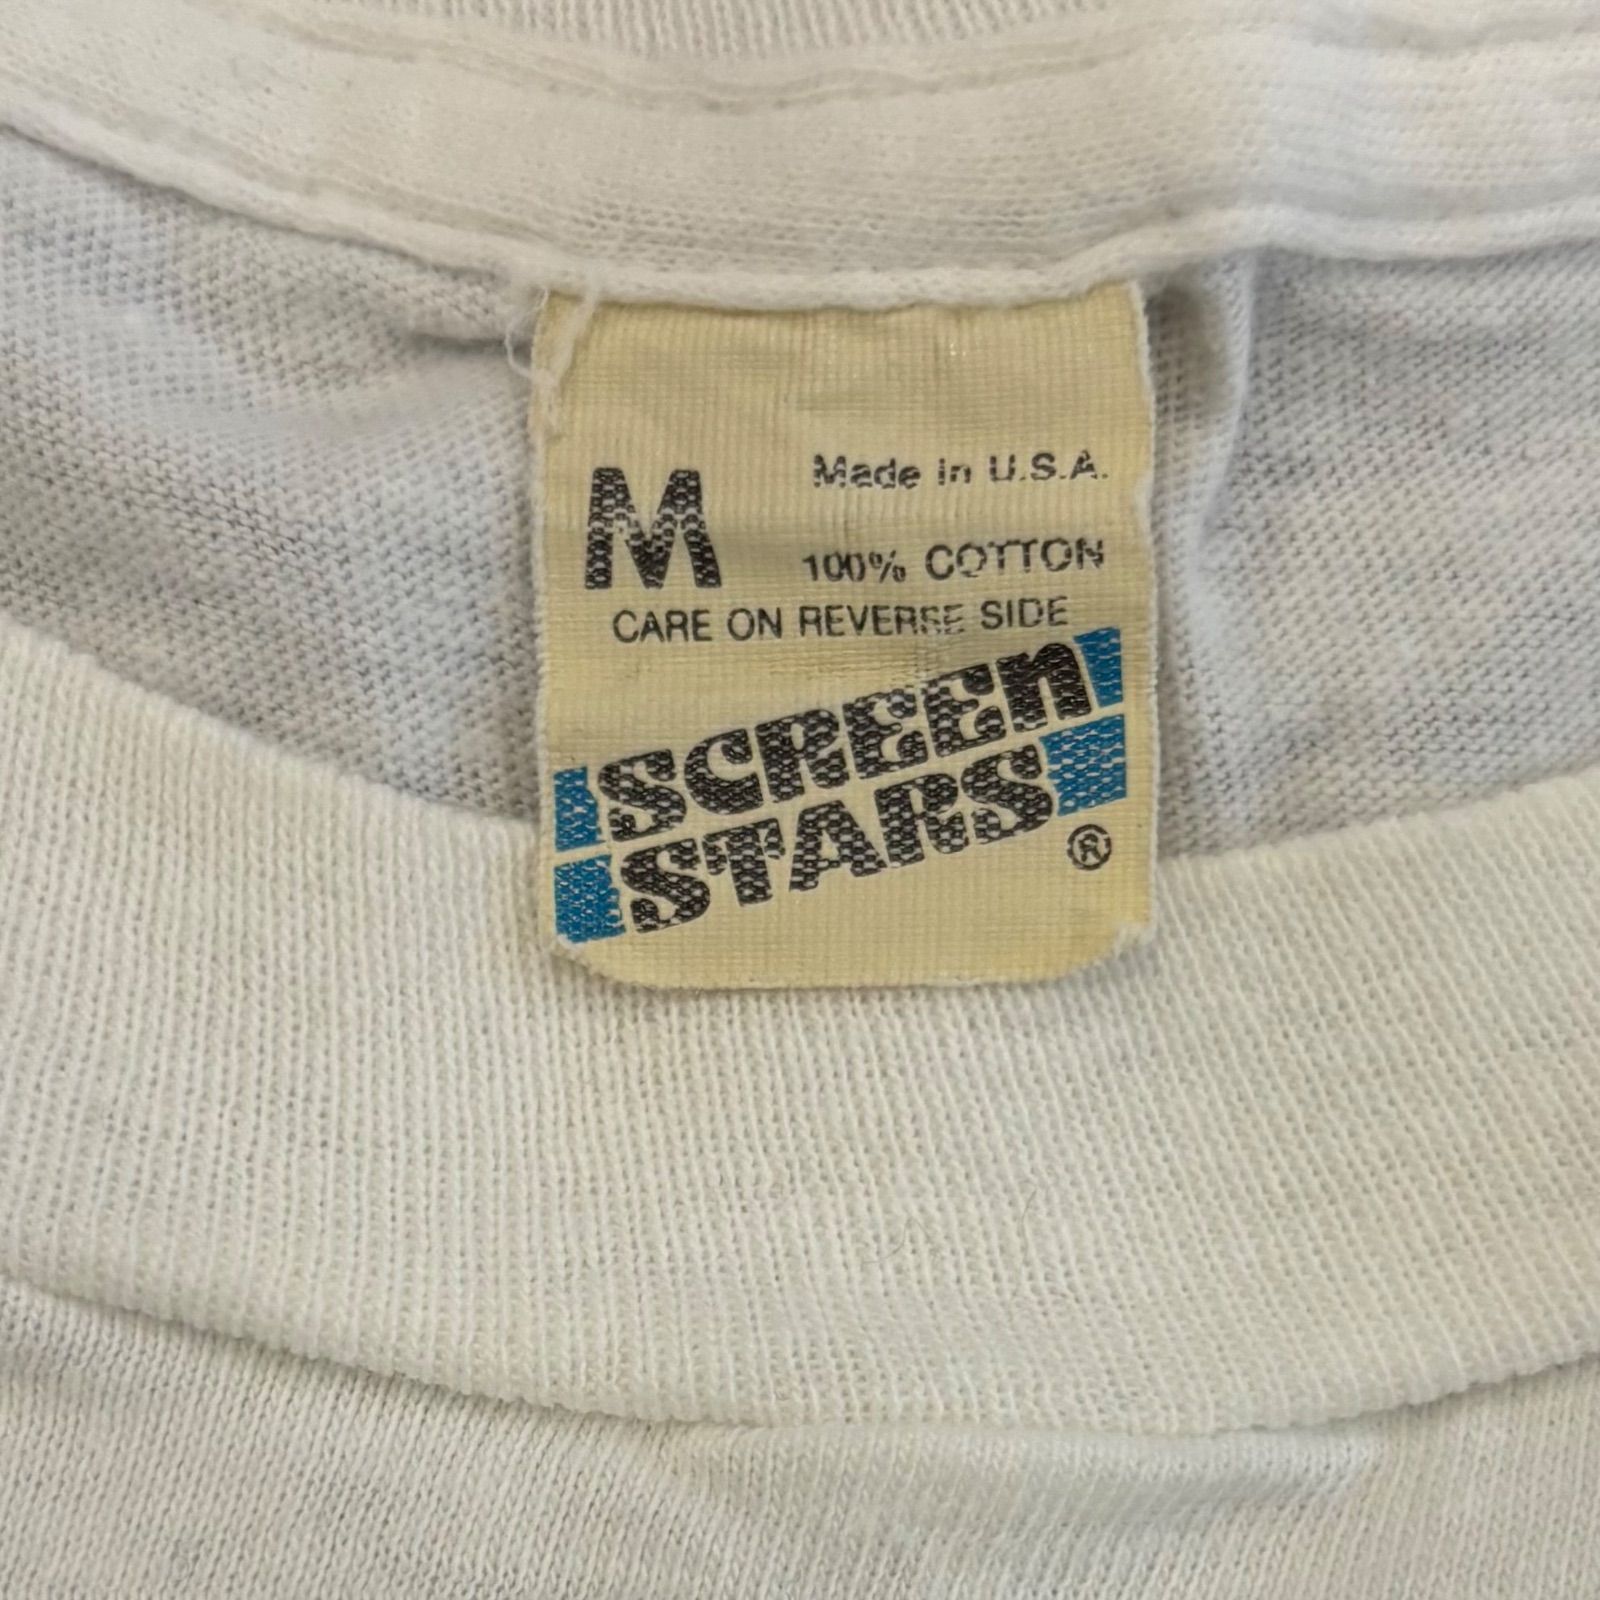 M Made in U.S.A.
100% COTTON
CARE ON REVERSE SIDE
SCREEN
STARS
®